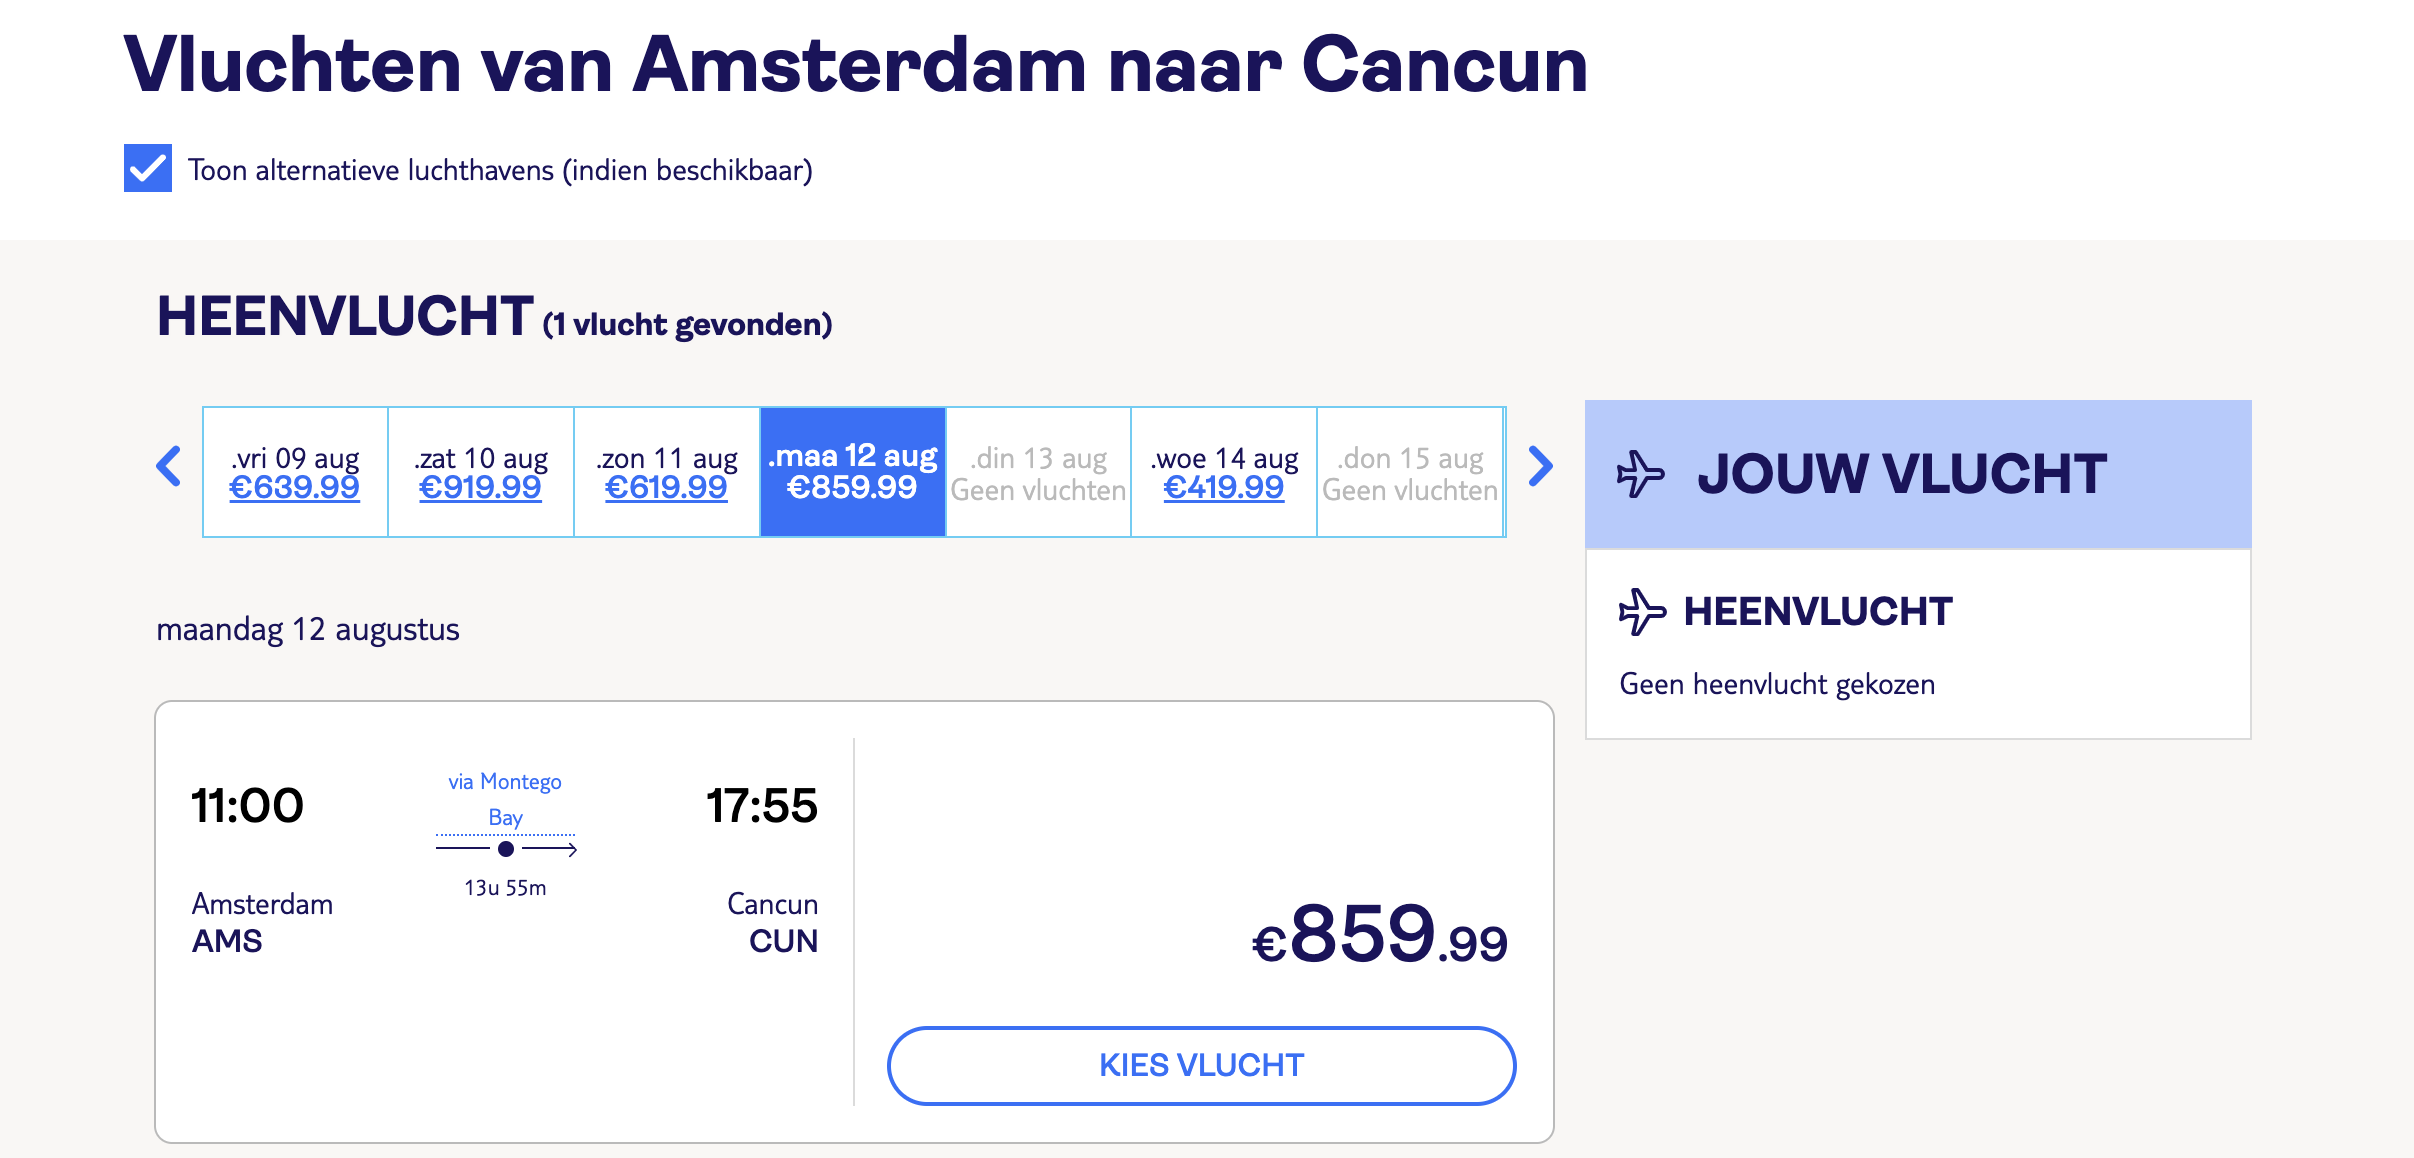 Vluchten van Amsterdam naar Cancun
Toon alternatieve luchthavens (indien beschikbaar)
HEENVLUCHT (1 vlucht gevonden)
.vri 09 aug
€639.99
.zat 10 aug
€919.99
.zon 11 aug
€619.99
.maa 12 aug
€859.99
.din 13 aug
Geen vluchten
.woe 14 aug
€419.99
.don 15 aug
Geen vluchten
JOUW VLUCHT
HEENVLUCHT
Geen heenvlucht gekozen
maandag 12 augustus
11:00
via Montego
Bay
13u 55m
17:55
Amsterdam
AMS
Cancun
CUN
€859.99
KIES VLUCHT